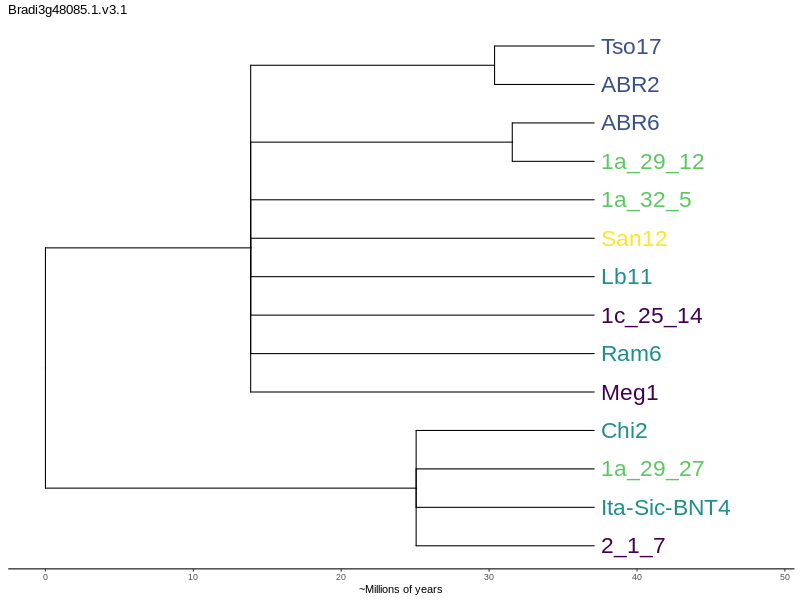 Bradi3g48085.1.v3.1
Tso17
ABR2
ABR6
1a_29_12
1a_32_5
San12
Lb11
1c_25_14
Ram6
Meg1
Chi2
1a_29_27
Ita-Sic-BNT4
2_1_7
0 10 20 30 40 50
~Millions of years